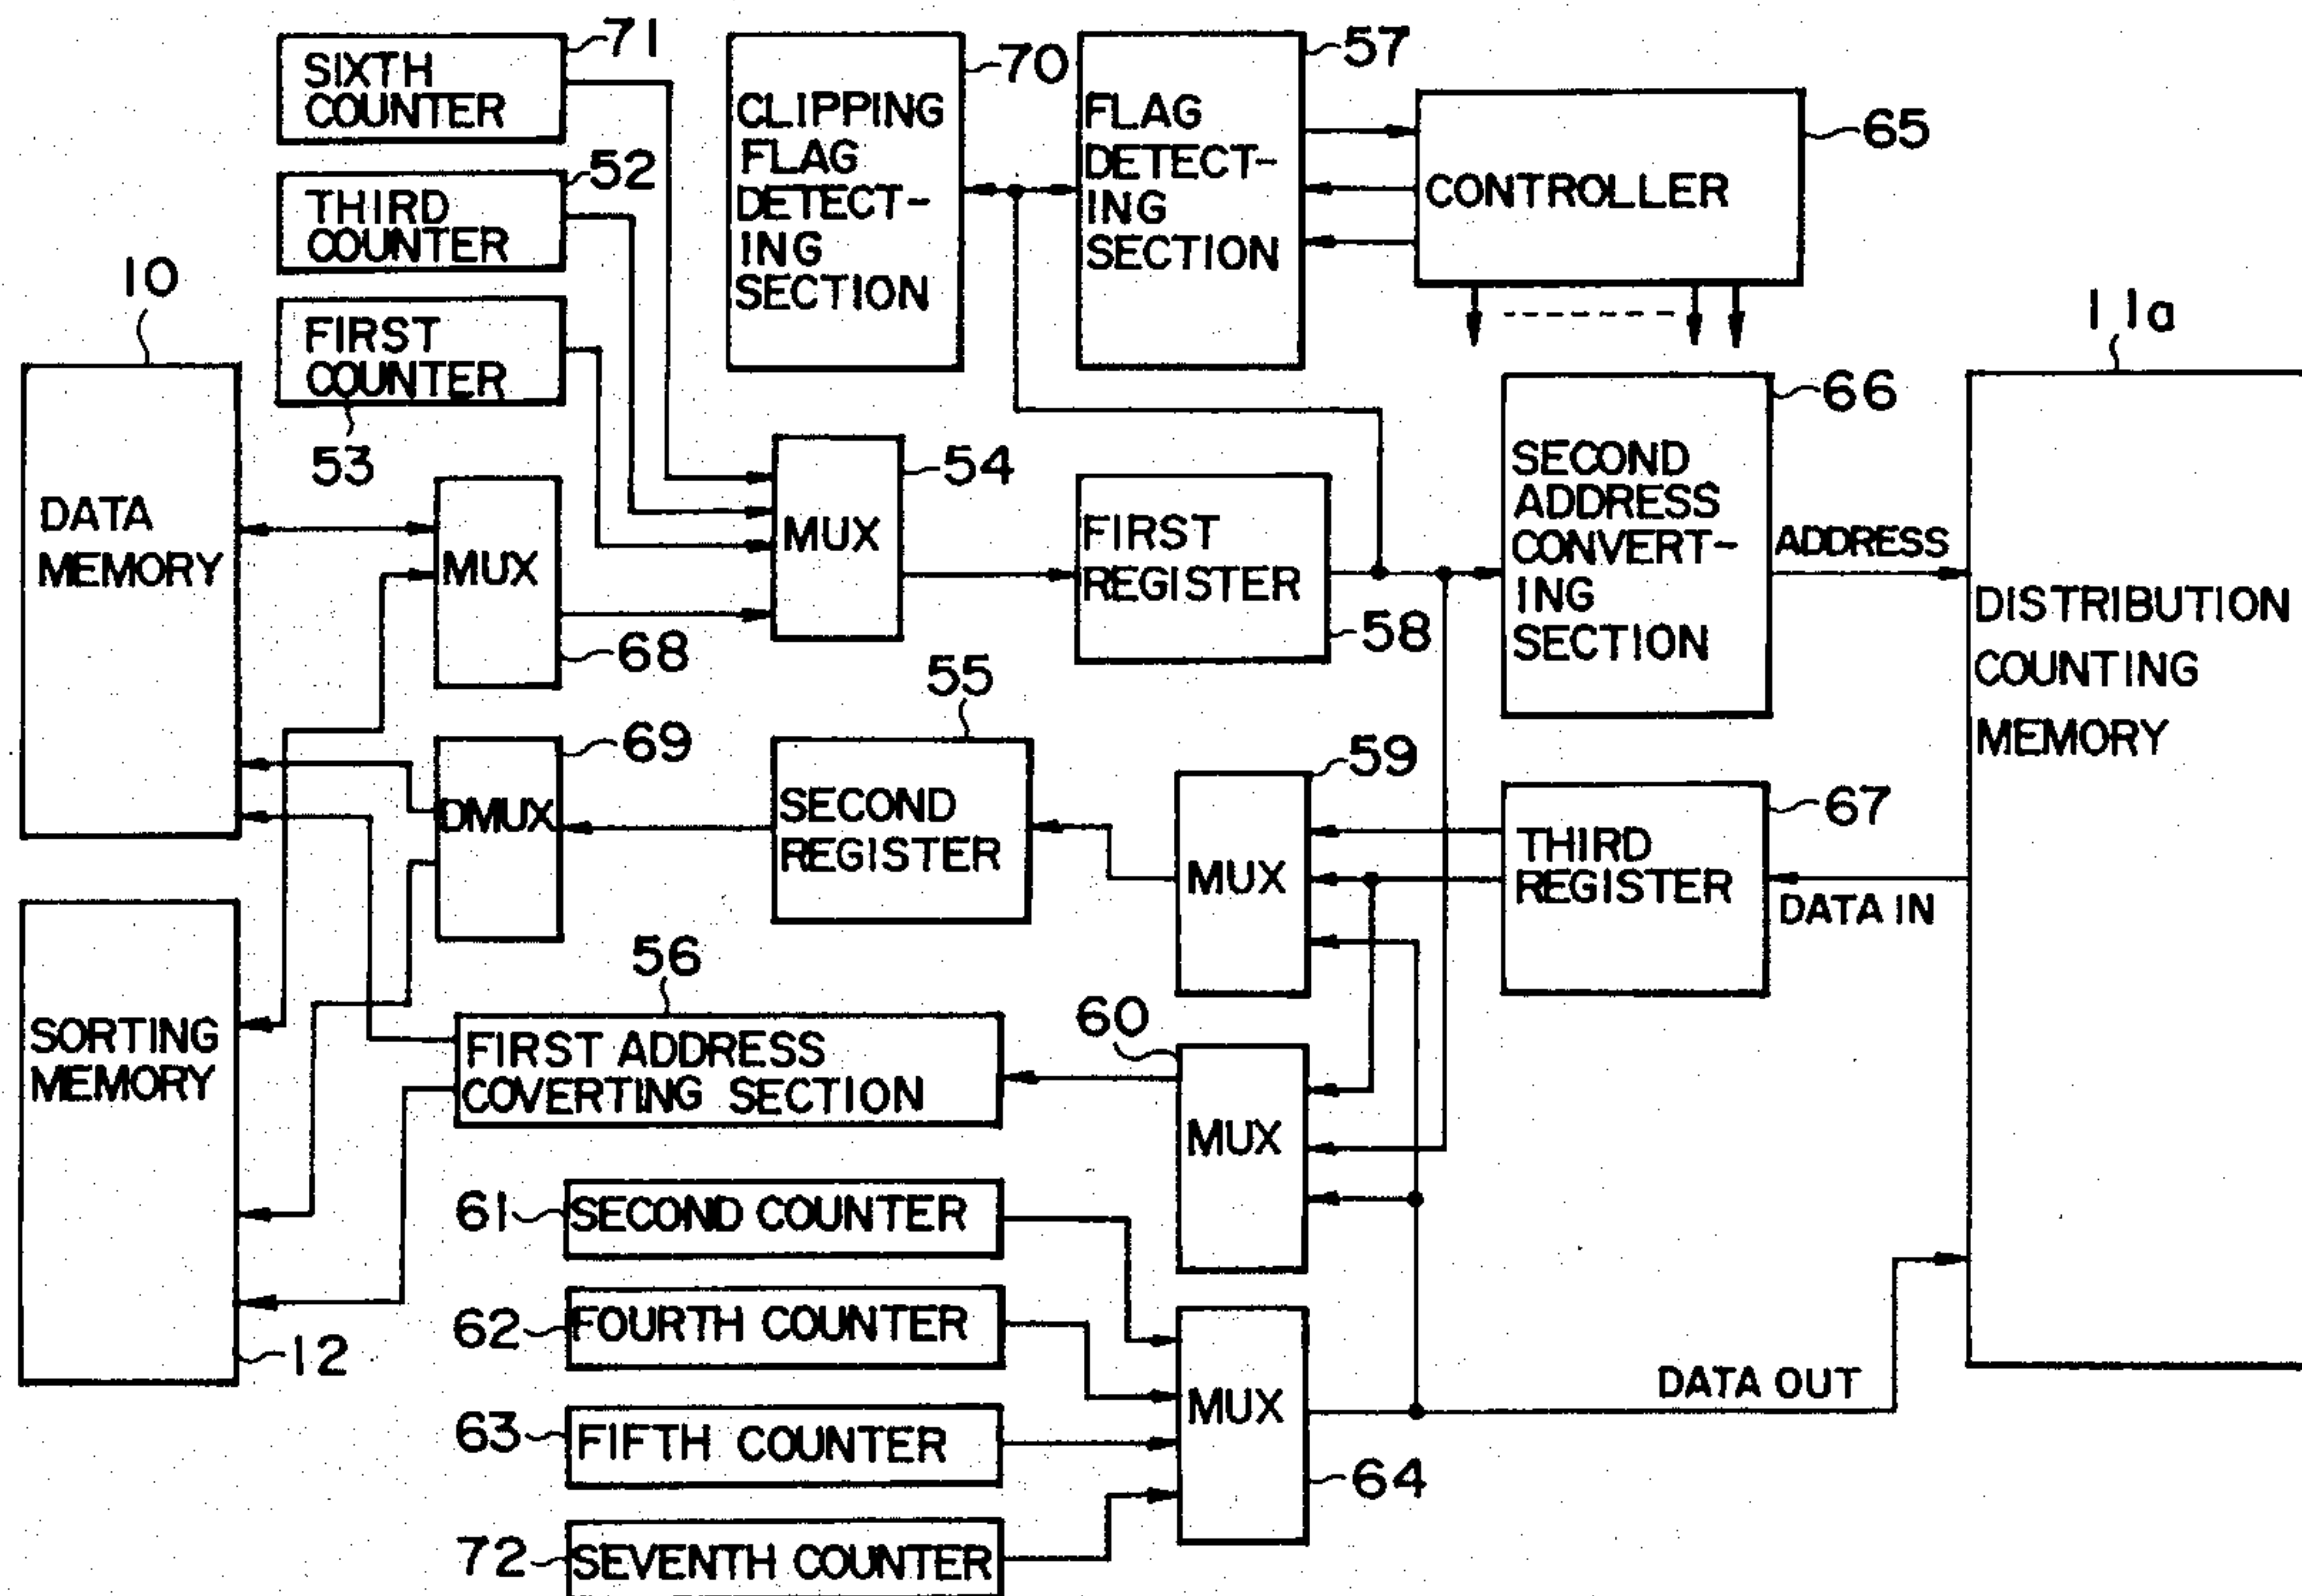 SIXTH
COUNTER
71
THIRD
COUNTER
52
FIRST
COUNTER
53
CLIPPING
FLAG
DETECT-
ING
SECTION
70
FLAG
DETECT-
ING
SECTION
57
CONTROLLER
65
10
DATA
MEMORY
MUX
68
MUX
54
FIRST
REGISTER
58
SECOND
ADDRESS
CONVERT-
ING
SECTION
66
ADDRESS
11a
DISTRIBUTION
COUNTING
MEMORY
DMUX
69
55
SECOND
REGISTER
MUX
59
THIRD
REGISTER
67
DATA IN
SORTING
MEMORY
12
56
FIRST ADDRESS
COVERTING SECTION
60
MUX
61
SECOND COUNTER
62
FOURTH COUNTER
63
FIFTH COUNTER
72
SEVENTH COUNTER
MUX
64
DATA OUT